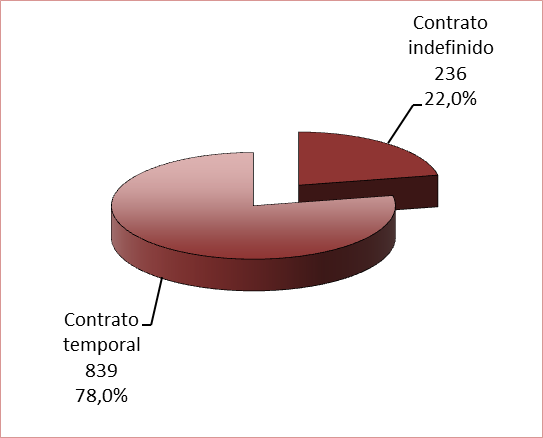 Contrato
indefinido
236
22,0%
Contrato
temporal
839
78,0%